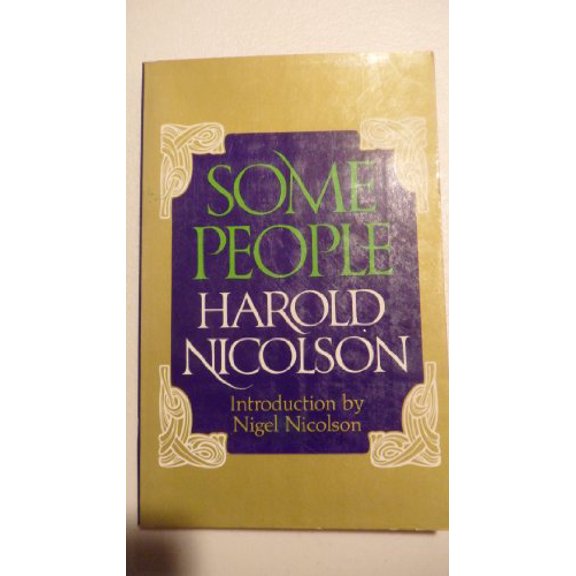 SOME
PEOPLE
HAROLD
NICOLSON
Introduction by
Nigel Nicolson